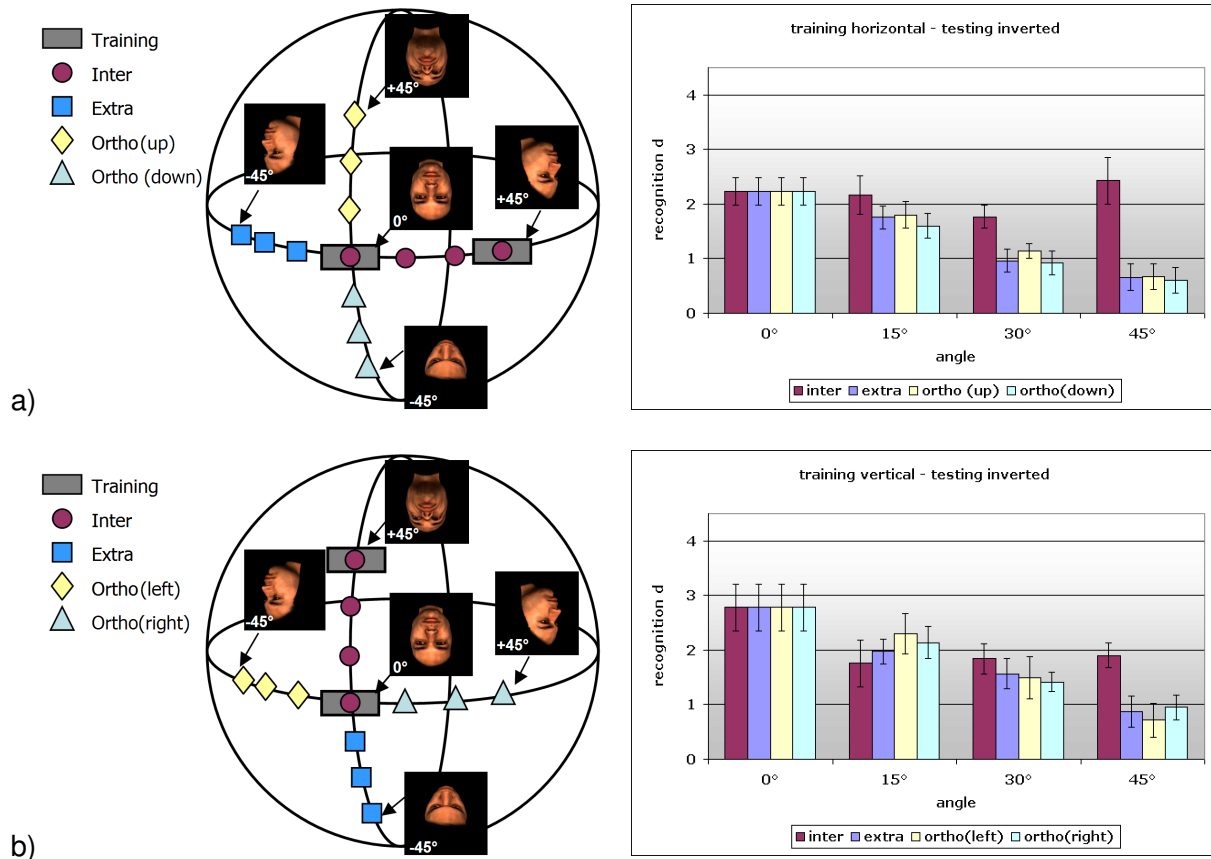 Training
Inter
Extra
Ortho(up)
Ortho (down)
+45°
-45°
0°
+45°
-45°
a)
training horizontal - testing inverted
recognition d
4
3
2
1
0
0° 15° 30° 45°
angle
inter extra ortho (up) ortho(down)
Training
Inter
Extra
Ortho(left)
Ortho(right)
+45°
-45°
0°
+45°
-45°
b)
training vertical - testing inverted
recognition d
4
3
2
1
0
0° 15° 30° 45°
angle
inter extra ortho(left) ortho(right)